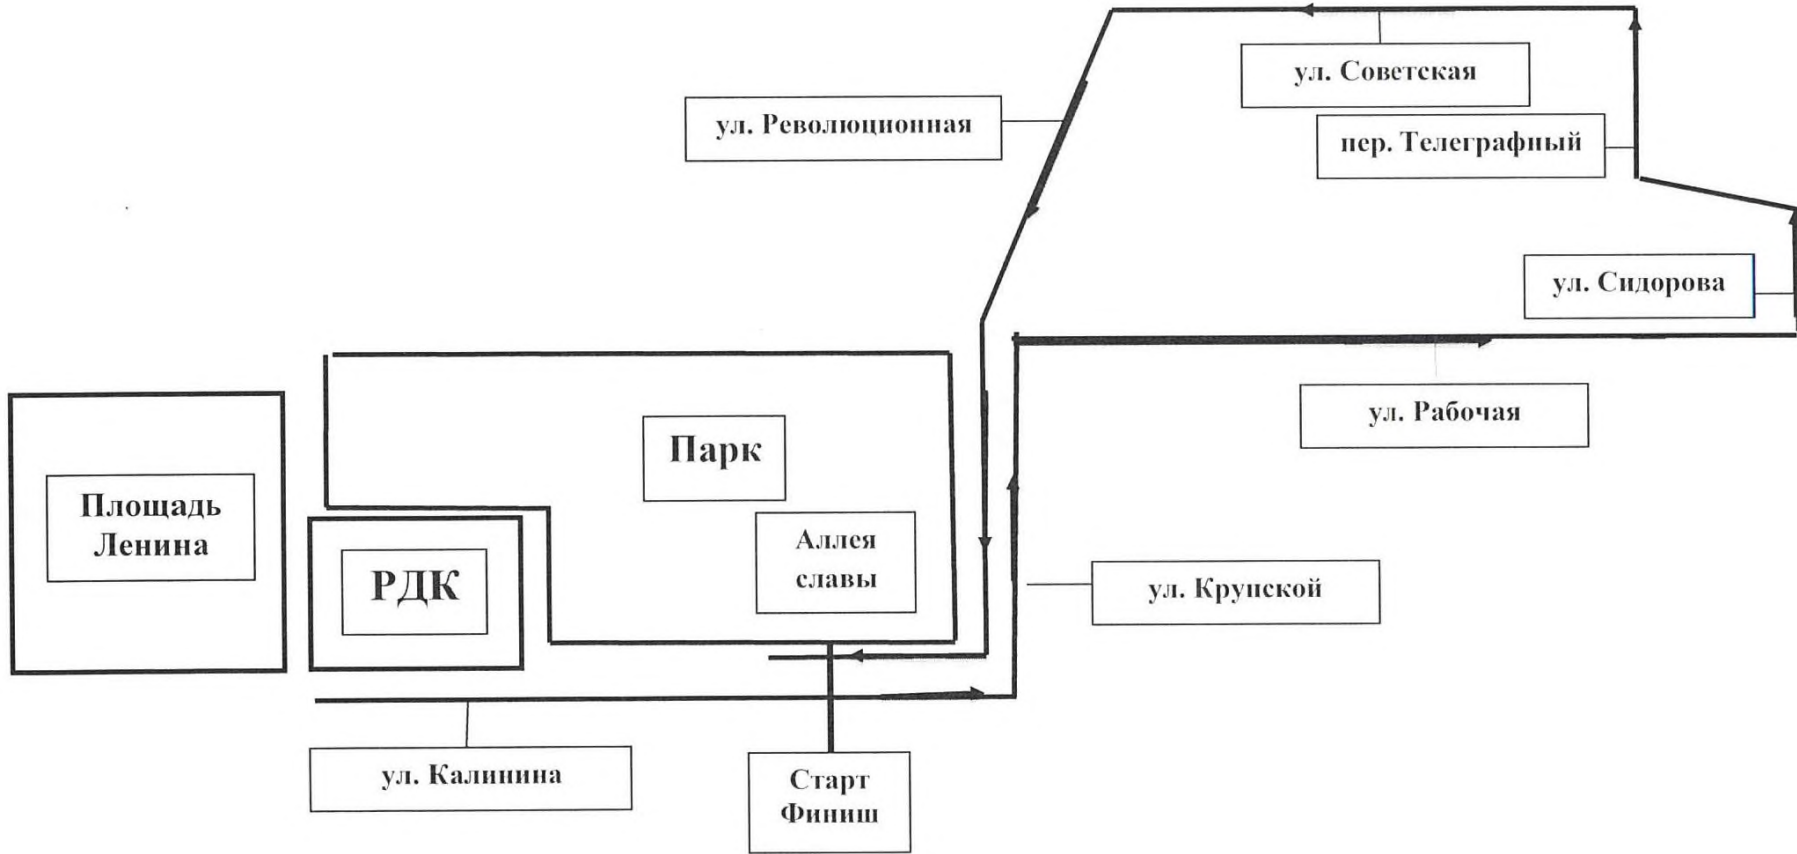 ул. Советская
ул. Революционная
пер. Телеграфный
ул. Сидорова
ул. Рабочая
Парк
Площадь
Ленина
Аллея
славы
РДК
ул. Крупской
ул. Калинина
Старт
Финиш